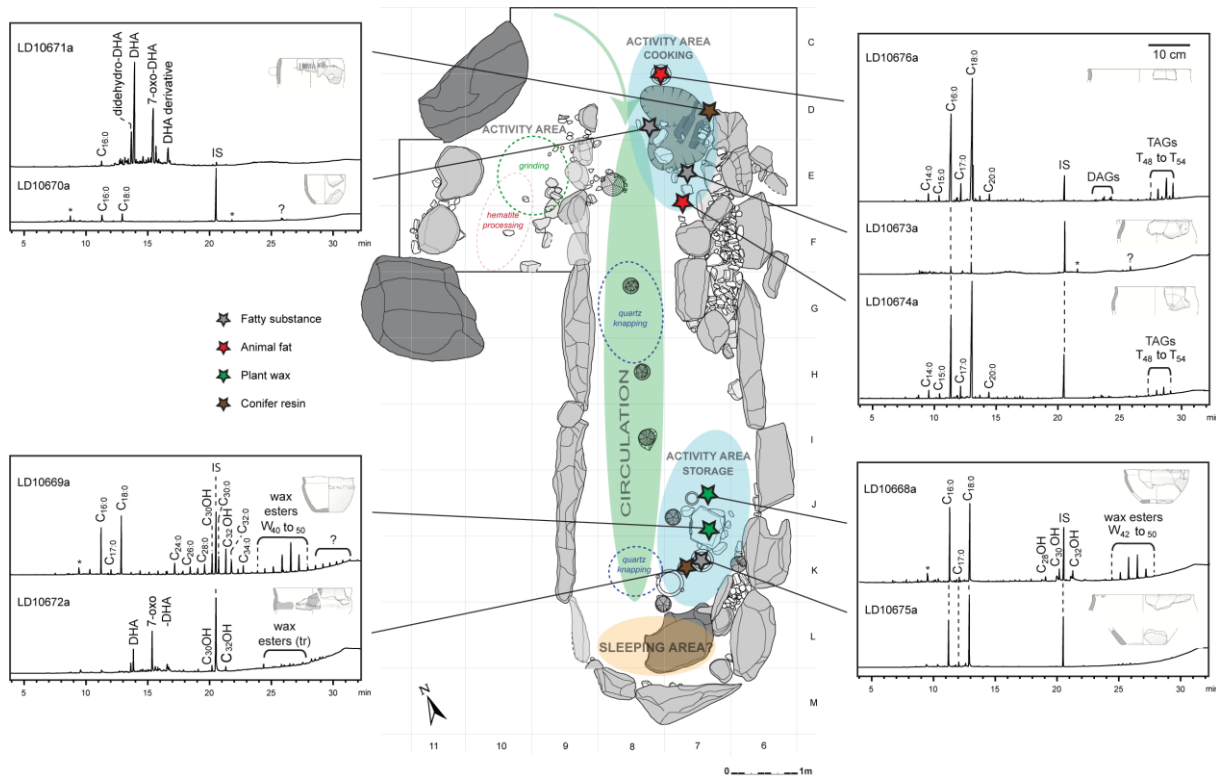 LD10671a
didehydro-DHA
DHA
7-oxo-DHA
DHA derivative
C16:0
IS
LD10670a
*
C16:0
C18:0
*
?
5
10
15
20
25
30
min
Fatty substance
Animal fat
Plant wax
Conifer resin
LD10669a
*
C16:0
C17:0
C18:0
C24:0
C26:0
C28:0
C30OH
IS
C30:0
C32OH
C32:0
C34:0
wax
esters
W40 to 50
?
LD10672a
DHA
7-oxo
-DHA
C30OH
C32OH
wax
esters (tr)
5
10
15
20
25
30
min
ACTIVITY AREA
COOKING
ACTIVITY AREA
grinding
hematite
processing
quartz
knapping
CIRCULATION
ACTIVITY AREA
STORAGE
quartz
knapping
SLEEPING AREA?
N
C
D
E
F
G
H
I
J
K
L
M
11
10
9
8
7
6
0
1m
LD10676a
10 cm
C14:0
C15:0
C16:0
C17:0
C18:0
C20:0
IS
DAGs
TAGs
T48 to T54
LD10673a
*
?
LD10674a
C14:0
C15:0
C17:0
C20:0
TAGs
T48 to T54
5
10
15
20
25
30
min
LD10668a
*
C16:0
C17:0
C18:0
C28OH
C30OH
IS
C32OH
wax esters
W42 to 50
LD10675a
5
10
15
20
25
30
min